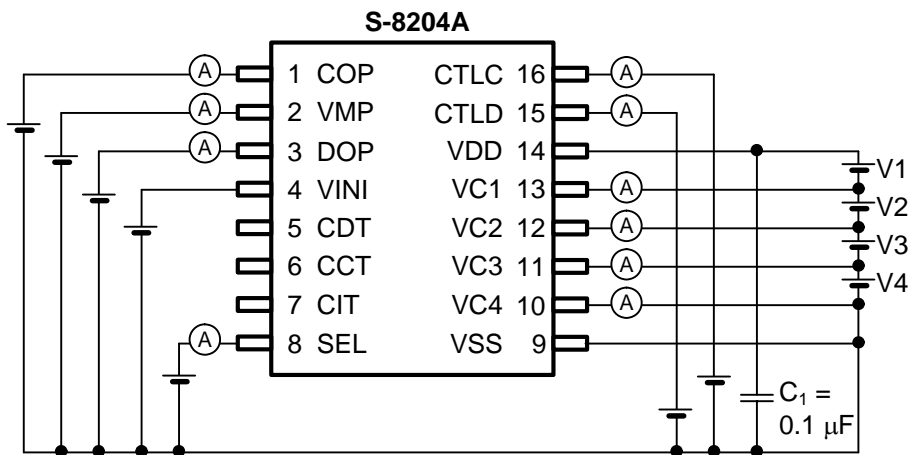 S-8204A
A 1 COP CTLC 16 A
A 2 VMP CTLD 15 A
A 3 DOP VDD 14
V1
4 VINI VC1 13 A
V2
5 CDT VC2 12 A
V3
6 CCT VC3 11 A
V4
7 CIT VC4 10 A
A 8 SEL VSS 9
C1 =
0.1 μF